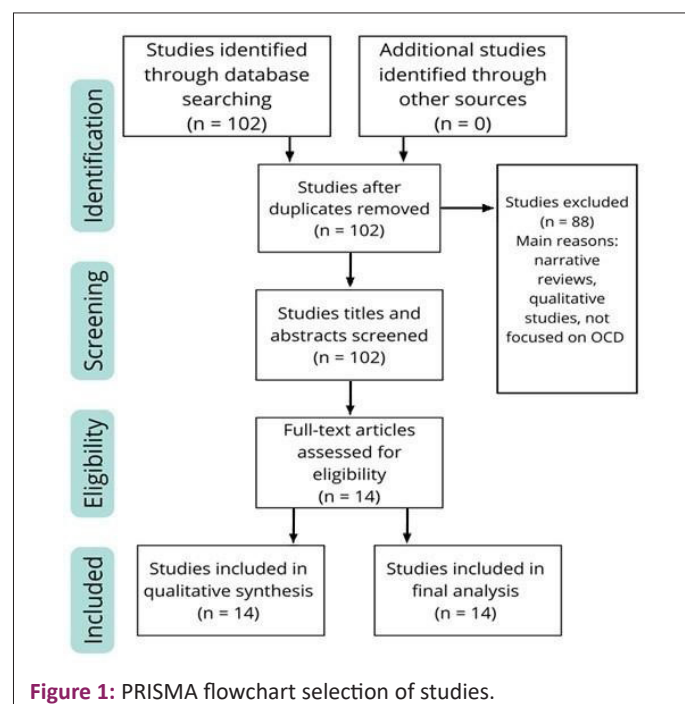 Studies identified
through database
searching
(n = 102)
Additional studies
identified through
other sources
(n = 0)
Identification
Studies after
duplicates removed
(n = 102)
Studies excluded
(n = 88)
Main reasons:
narrative
reviews,
qualitative
studies, not
focused on OCD
Screening
Studies titles and
abstracts screened
(n = 102)
Eligibility
Full-text articles
assessed for
eligibility
(n = 14)
Included
Studies included in
qualitative synthesis
(n = 14)
Studies included in
final analysis
(n = 14)
Figure 1: PRISMA flowchart selection of studies.